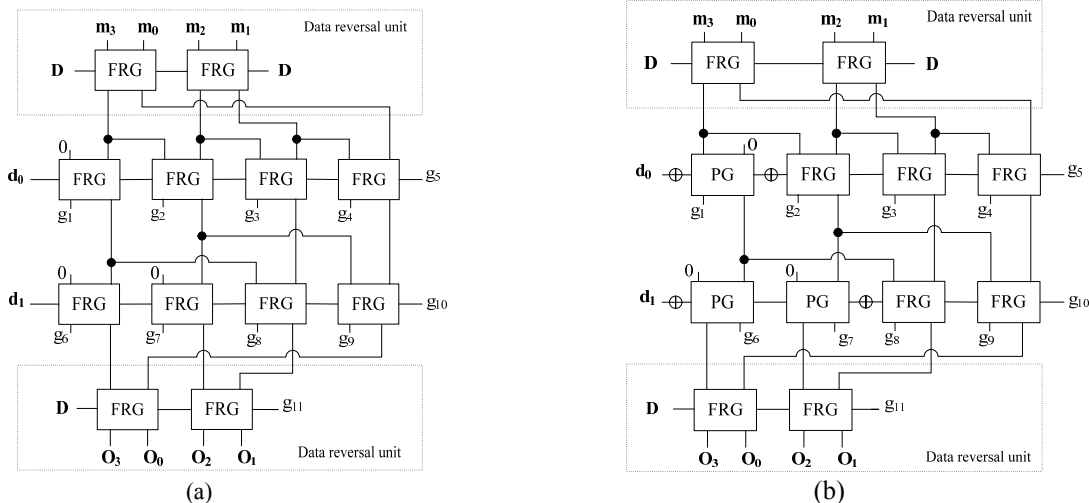 m3 m0 m2 m1 Data reversal unit
D FRG FRG D
0
d0 FRG FRG FRG FRG g5
g1 g2 g3 g4
0 0
d1 FRG FRG FRG FRG g10
g6 g7 g8 g9
D FRG FRG g11
O3 O0 O2 O1 Data reversal unit
(a)
m3 m0 m2 m1 Data reversal unit
D FRG FRG D
0
d0 PG FRG FRG FRG g5
g1 g2 g3 g4
0 0
d1 PG PG FRG FRG g10
g6 g7 g8 g9
D FRG FRG g11
O3 O0 O2 O1 Data reversal unit
(b)